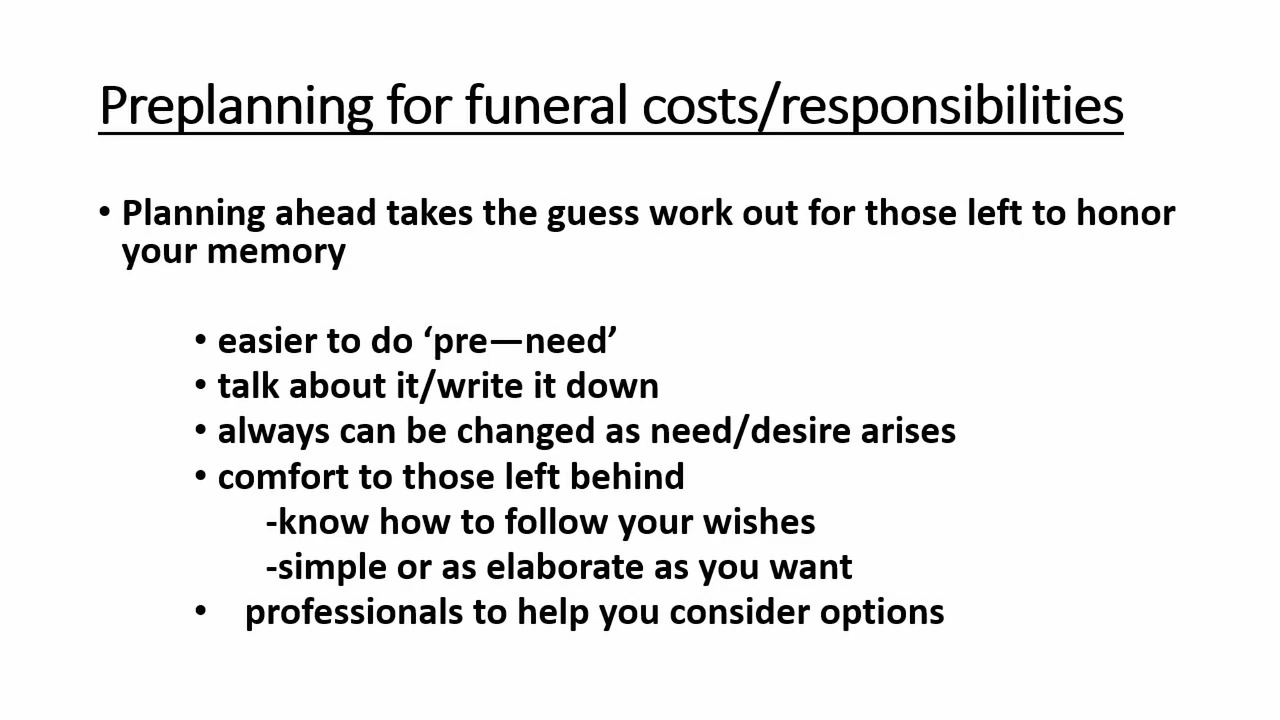 Preplanning for funeral costs/responsibilities
• Planning ahead takes the guess work out for those left to honor
your memory
• easier to do ‘pre—need’
• talk about it/write it down
• always can be changed as need/desire arises
• comfort to those left behind
-know how to follow your wishes
-simple or as elaborate as you want
• professionals to help you consider options